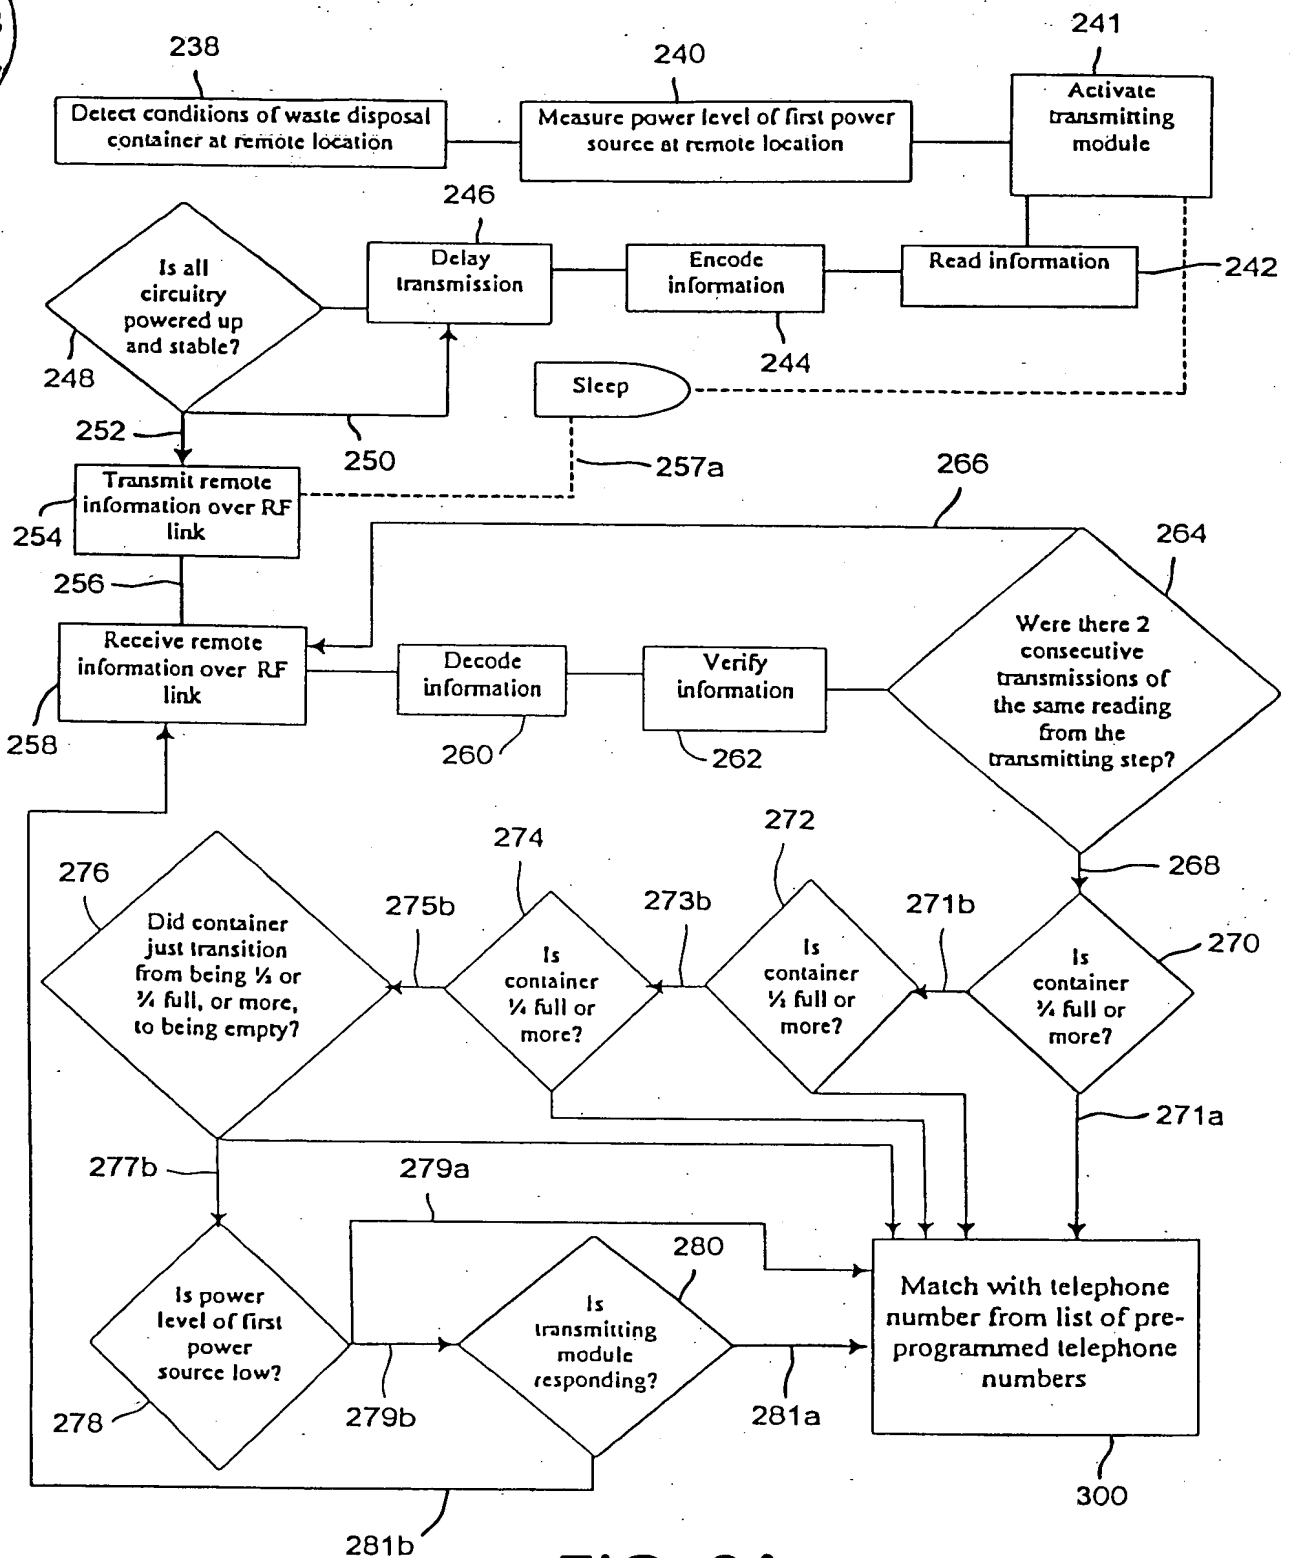 238
240
241
Detect conditions of waste disposal
container at remote location
Measure power level of first power
source at remote location
Activate
transmitting
module
246
Is all
circuitry
powered up
and stable?
Delay
transmission
Encode
information
Read information
242
248
244
Sleep
252
250
257a
266
Transmit remote
information over RF
link
254
264
256
Receive remote
information over RF
link
Decode
information
Verify
information
Were there 2
consecutive
transmissions of
the same reading
from the
transmitting step?
258
260
262
272
274
276
268
275b
273b
271b
270
Did container
just transition
from being ½ or
¾ full, or more,
to being empty?
Is
container
¼ full or
more?
Is
container
½ full or
more?
Is
container
¾ full or
more?
271a
277b
279a
280
Is power
level of first
power
source low?
Is
transmitting
module
responding?
Match with telephone
number from list of pre-
programmed telephone
numbers
278
279b
281a
300
281b